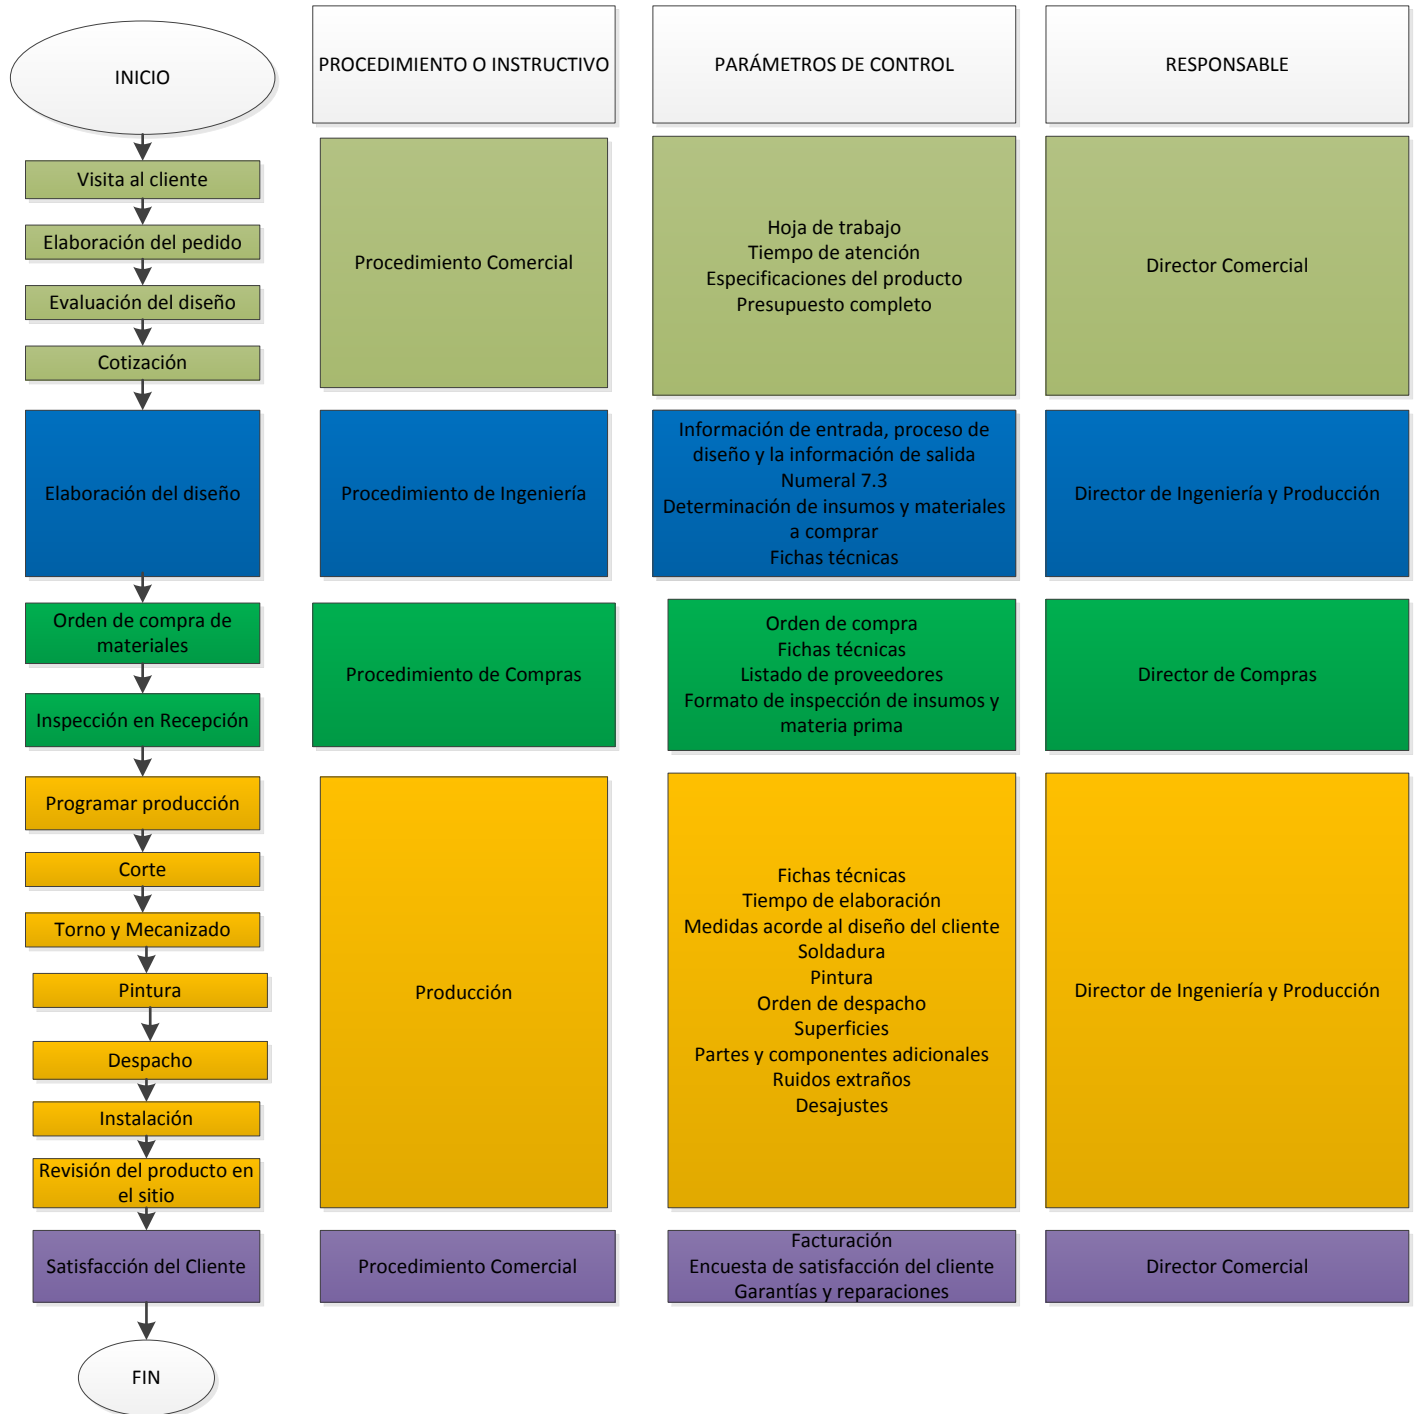 INICIO
PROCEDIMIENTO O INSTRUCTIVO
PARÁMETROS DE CONTROL
RESPONSABLE
Visita al cliente
Elaboración del pedido
Evaluación del diseño
Cotización
Procedimiento Comercial
Hoja de trabajo
Tiempo de atención
Especificaciones del producto
Presupuesto completo
Director Comercial
Elaboración del diseño
Procedimiento de Ingeniería
Información de entrada, proceso de
diseño y la información de salida
Numeral 7.3
Determinación de insumos y materiales
a comprar
Fichas técnicas
Director de Ingeniería y Producción
Orden de compra de
materiales
Inspección en Recepción
Procedimiento de Compras
Orden de compra
Fichas técnicas
Listado de proveedores
Formato de inspección de insumos y
materia prima
Director de Compras
Programar producción
Corte
Torno y Mecanizado
Pintura
Despacho
Instalación
Revisión del producto en
el sitio
Producción
Fichas técnicas
Tiempo de elaboración
Medidas acorde al diseño del cliente
Soldadura
Pintura
Orden de despacho
Superficies
Partes y componentes adicionales
Ruidos extraños
Desajustes
Director de Ingeniería y Producción
Satisfacción del Cliente
Procedimiento Comercial
Facturación
Encuesta de satisfacción del cliente
Garantías y reparaciones
Director Comercial
FIN